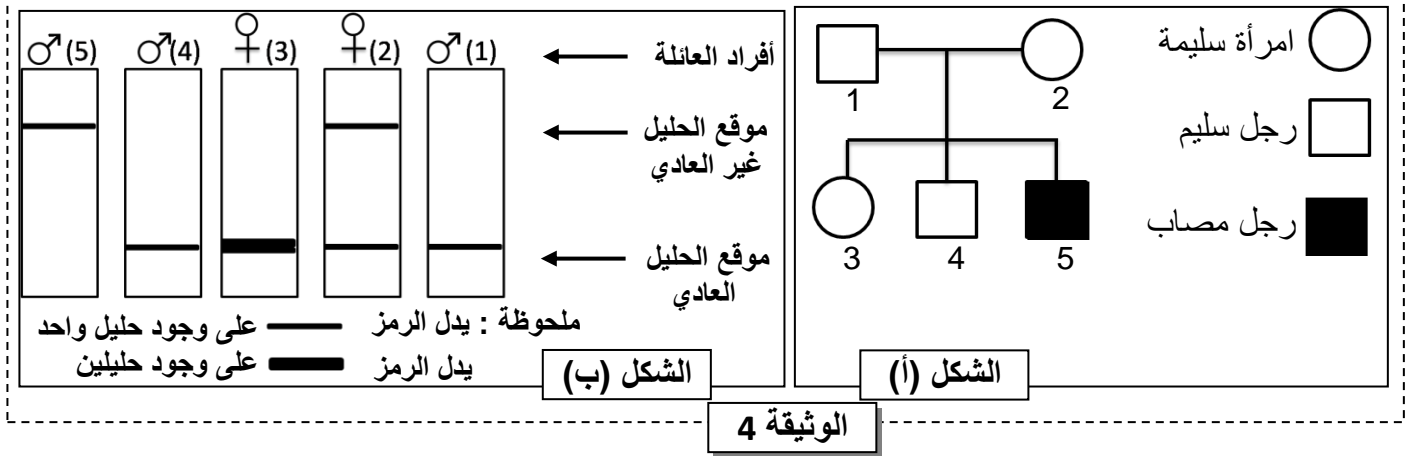 امرأة سليمة
رجل سليم
رجل مصاب
1
2
3
4
5
الشكل (أ)
♂(5) ♂(4) ♀(3) ♀(2) ♂(1)
أفراد العائلة
موقع الحليل
غير العادي
موقع الحليل
العادي
ملحوظة : يدل الرمز على وجود حليل واحد
يدل الرمز على وجود حليلين
الشكل (ب)
الوثيقة 4